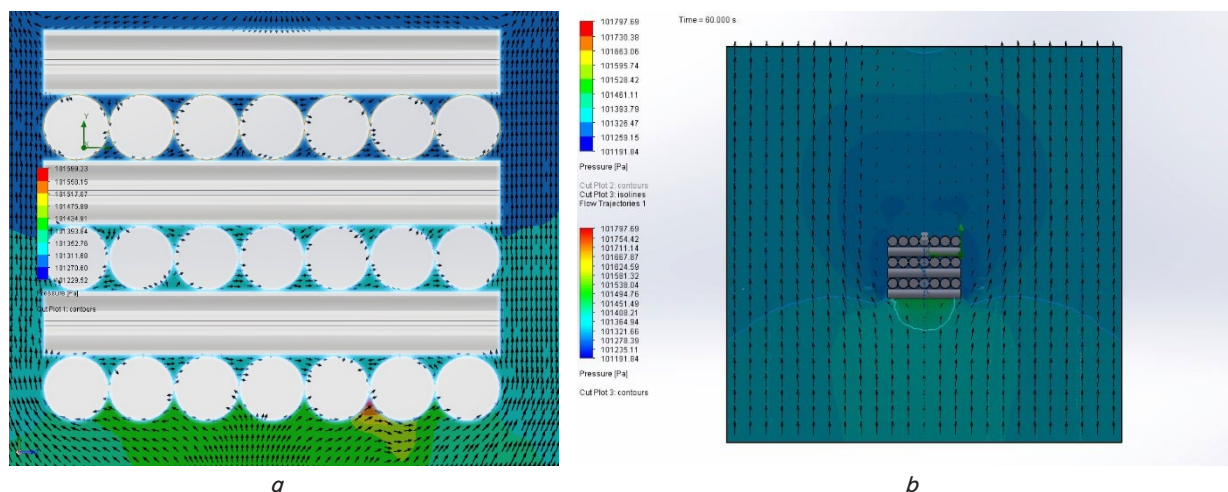 Y
101599.23
101558.15
101517.07
101475.99
101434.91
101393.84
101352.76
101311.68
101270.60
101229.52
Pressure [Pa]
Cut Plot 1: contours
a
101797.69
101730.38
101663.06
101595.74
101528.42
101461.11
101393.79
101326.47
101259.15
101191.84
Pressure [Pa]
Cut Plot 2: contours
Cut Plot 3: isolines
Flow Trajectories 1
101797.69
101754.42
101711.14
101667.87
101624.59
101581.32
101538.04
101494.76
101451.49
101408.21
101364.94
101321.66
101278.39
101235.11
101191.84
Pressure [Pa]
Cut Plot 3: contours
Time = 60.000 s
b